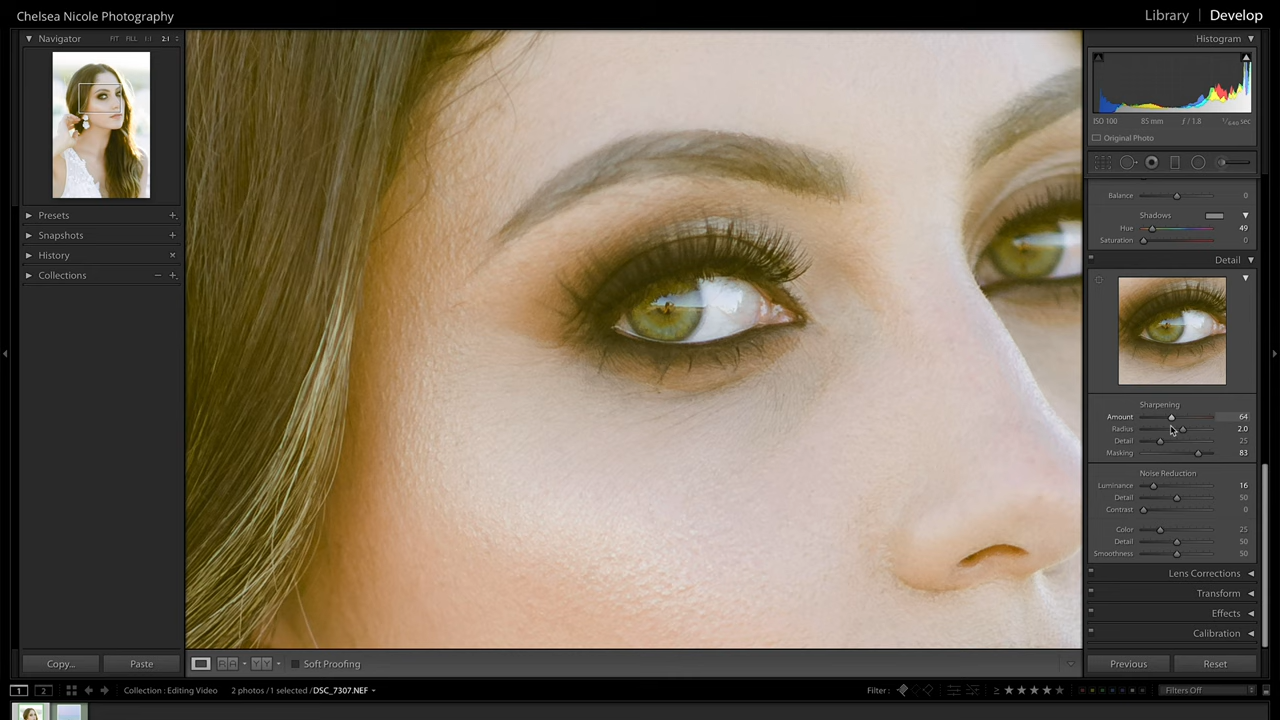 Chelsea Nicole Photography
Library | Develop
Navigator FIT FILL 1:1 2:1
Histogram
ISO 100 85 mm ƒ / 1.8
Original Photo
Presets
Snapshots
History
Collections
Balance 0
Shadows
Hue 49
Saturation 0
Detail
Sharpening
Amount 64
Radius 2.0
Detail 25
Masking 83
Noise Reduction
Luminance 16
Detail 50
Contrast 0
Color 25
Detail 50
Smoothness 50
Lens Corrections
Transform
Effects
Calibration
Copy... Paste
Soft Proofing
Previous Reset
1 2 Collection : Editing Video 2 photos / 1 selected / DSC_7307.NEF Filter : Filters Off